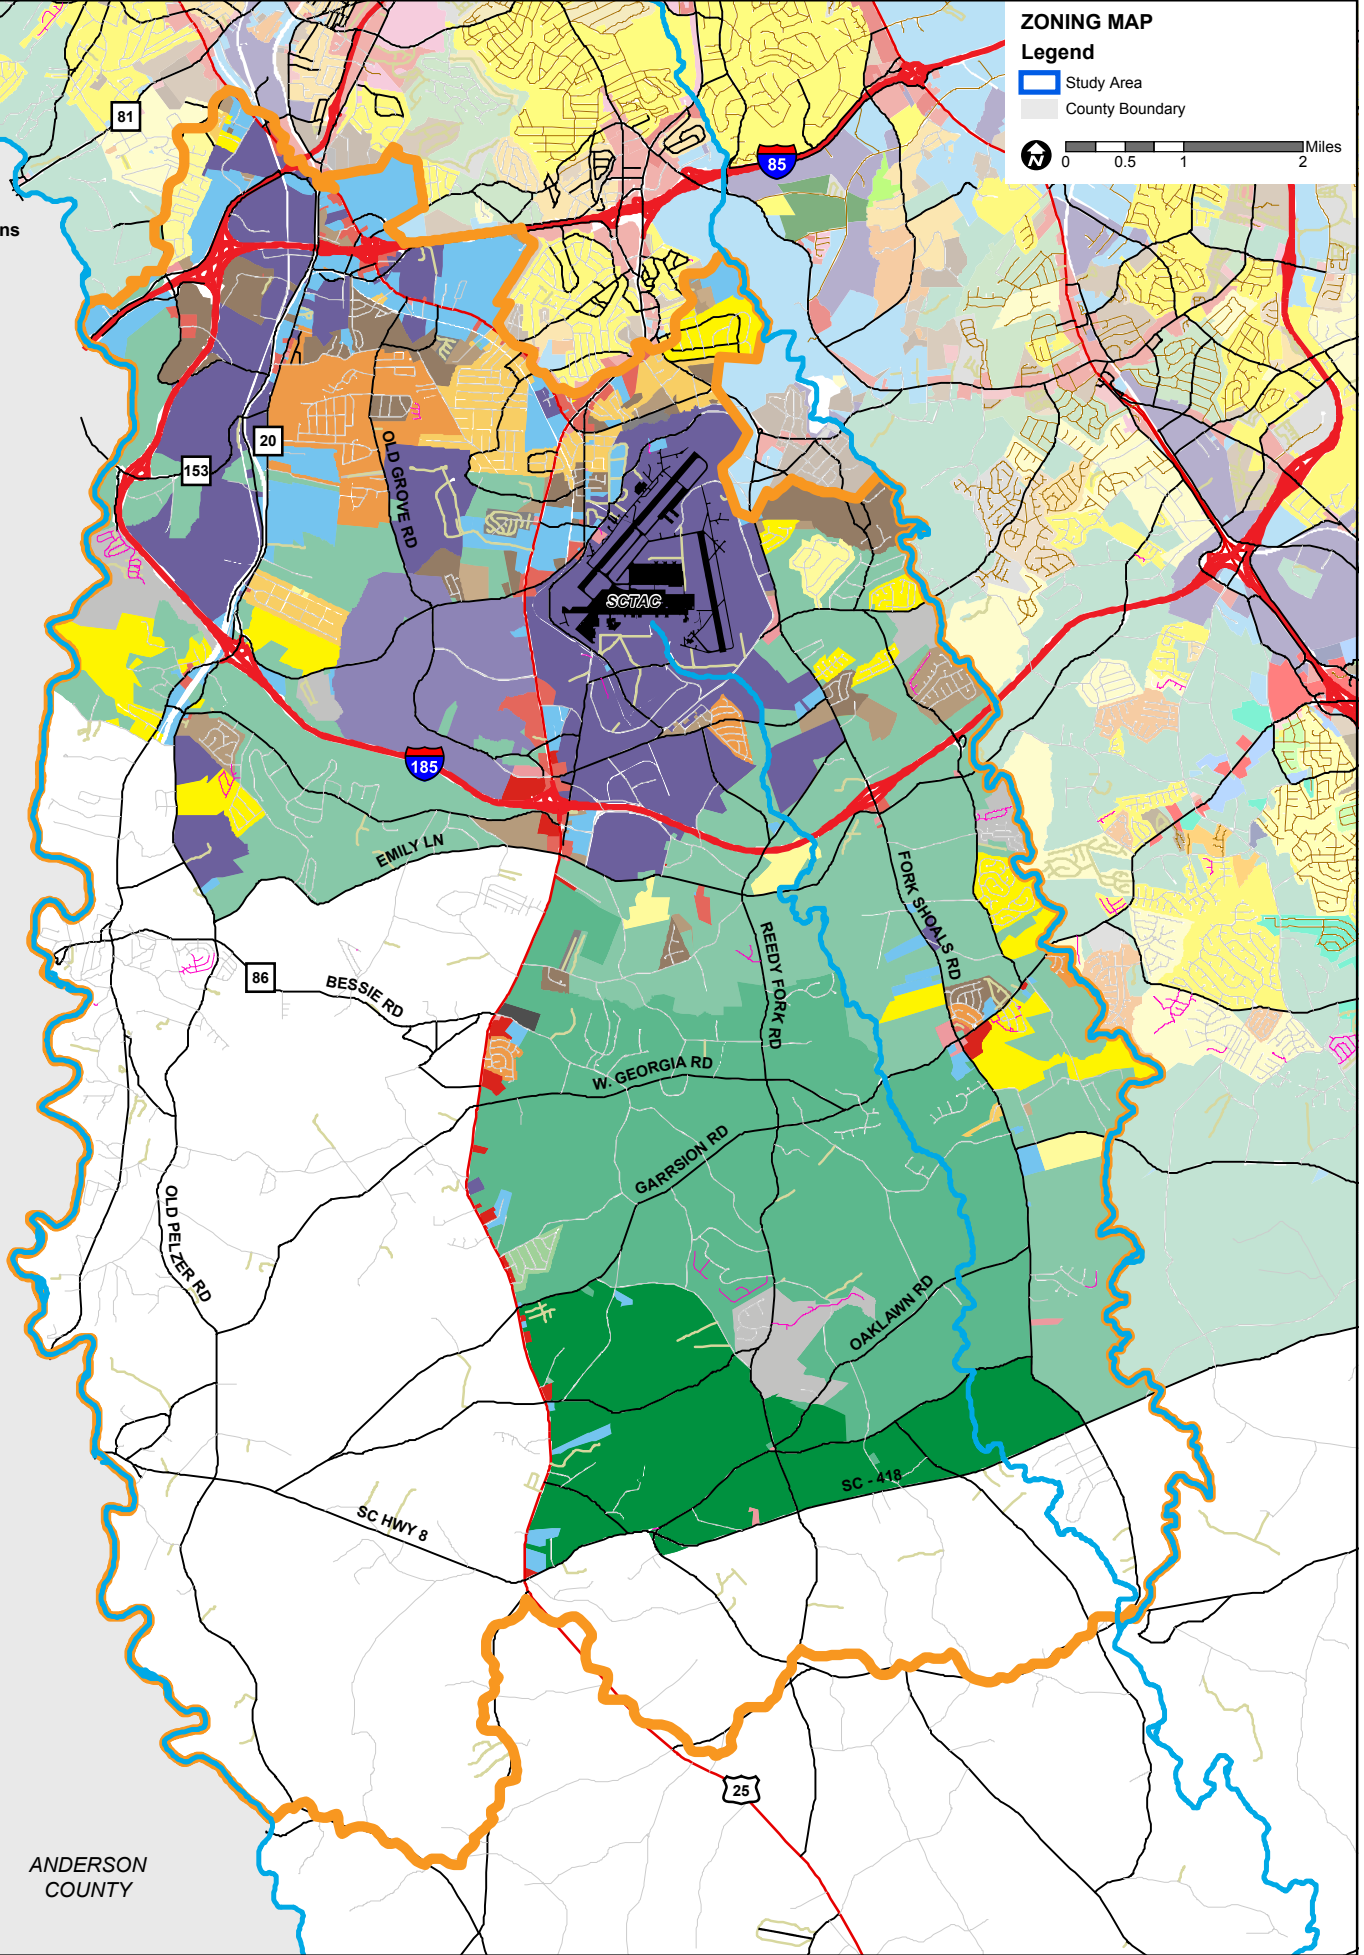 ZONING MAP
Legend
Study Area
County Boundary
N
0 0.5 1 2 Miles
81
85
ns
20
153
OLD GROVE RD
SCTAC
185
EMILY LN
FORK SHOALS RD
REEDY FORK RD
86
BESSIE RD
W. GEORGIA RD
GARRSION RD
OLD PELZER RD
OAKLAWN RD
SC - 418
SC HWY 8
25
ANDERSON
COUNTY